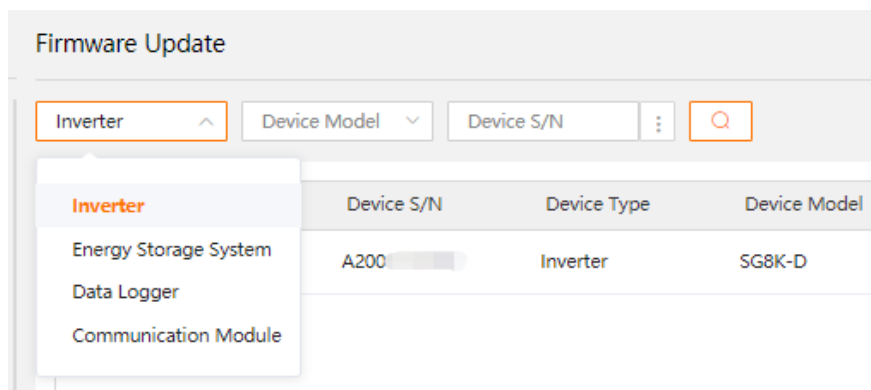 Firmware Update
Inverter Device Model Device S/N
Inverter
Energy Storage System
Data Logger
Communication Module
Device S/N Device Type Device Model
A200 Inverter SG8K-D